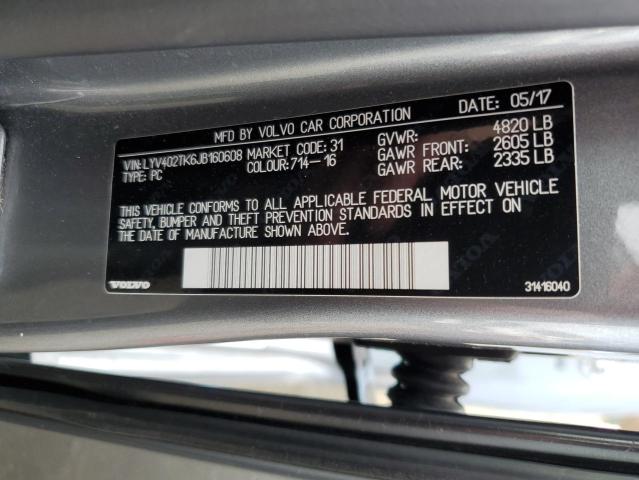 MFD BY VOLVO CAR CORPORATION DATE: 05/17
VIN: LYV402TK6JB160608 MARKET CODE: 31 GVWR: 4820 LB
TYPE: PC COLOUR: 714-16 GAWR FRONT: 2605 LB
GAWR REAR: 2335 LB
THIS VEHICLE CONFORMS TO ALL APPLICABLE FEDERAL MOTOR VEHICLE
SAFETY, BUMPER AND THEFT PREVENTION STANDARDS IN EFFECT ON
THE DATE OF MANUFACTURE SHOWN ABOVE.
VOLVO 31416040